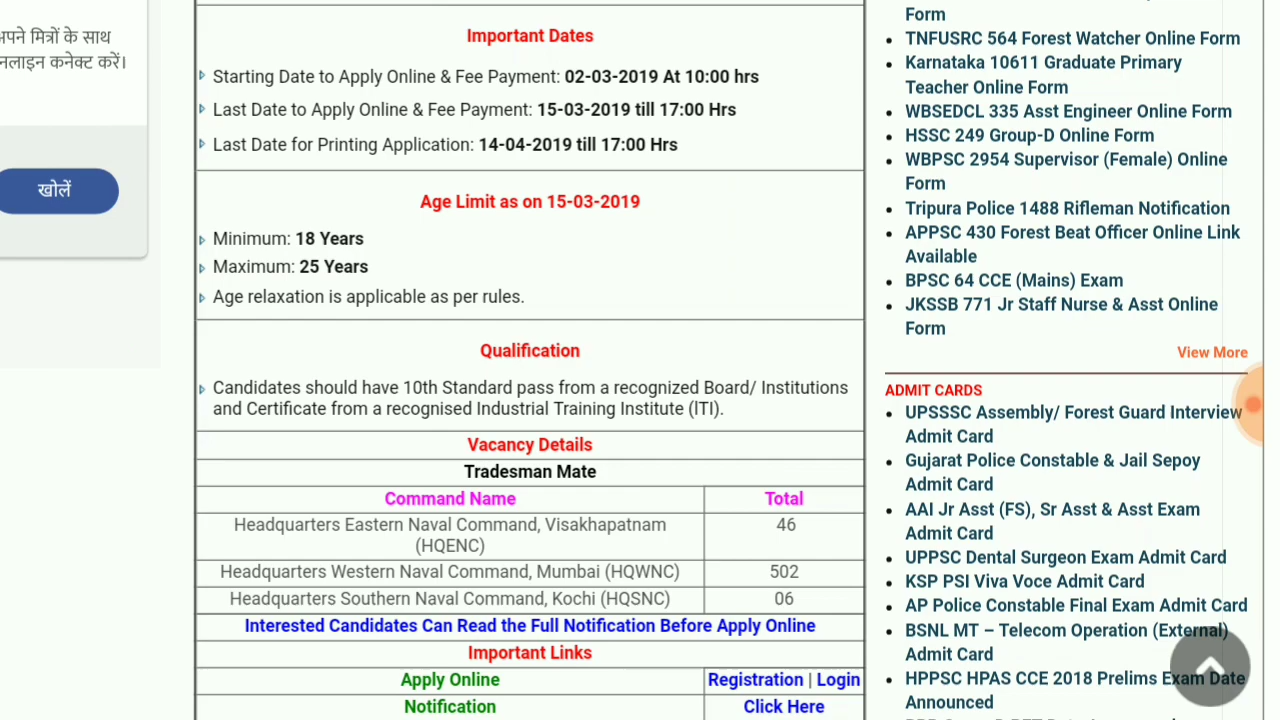 अपने मित्रों के साथ
नलाइन कनेक्ट करें।
खोलें
Important Dates
Starting Date to Apply Online & Fee Payment: 02-03-2019 At 10:00 hrs
Last Date to Apply Online & Fee Payment: 15-03-2019 till 17:00 Hrs
Last Date for Printing Application: 14-04-2019 till 17:00 Hrs
Age Limit as on 15-03-2019
Minimum: 18 Years
Maximum: 25 Years
Age relaxation is applicable as per rules.
Qualification
Candidates should have 10th Standard pass from a recognized Board/ Institutions
and Certificate from a recognised Industrial Training Institute (ITI).
Vacancy Details
Tradesman Mate
Command Name Total
Headquarters Eastern Naval Command, Visakhapatnam 46
(HQENC)
Headquarters Western Naval Command, Mumbai (HQWNC) 502
Headquarters Southern Naval Command, Kochi (HQSNC) 06
Interested Candidates Can Read the Full Notification Before Apply Online
Important Links
Apply Online Registration | Login
Notification Click Here
Form
TNFUSRC 564 Forest Watcher Online Form
Karnataka 10611 Graduate Primary
Teacher Online Form
WBSEDCL 335 Asst Engineer Online Form
HSSC 249 Group-D Online Form
WBPSC 2954 Supervisor (Female) Online
Form
Tripura Police 1488 Rifleman Notification
APPSC 430 Forest Beat Officer Online Link
Available
BPSC 64 CCE (Mains) Exam
JKSSB 771 Jr Staff Nurse & Asst Online
Form
View More
ADMIT CARDS
UPSSSC Assembly/ Forest Guard Interview
Admit Card
Gujarat Police Constable & Jail Sepoy
Admit Card
AAI Jr Asst (FS), Sr Asst & Asst Exam
Admit Card
UPPSC Dental Surgeon Exam Admit Card
KSP PSI Viva Voce Admit Card
AP Police Constable Final Exam Admit Card
BSNL MT – Telecom Operation (External)
Admit Card
HPPSC HPAS CCE 2018 Prelims Exam Date
Announced